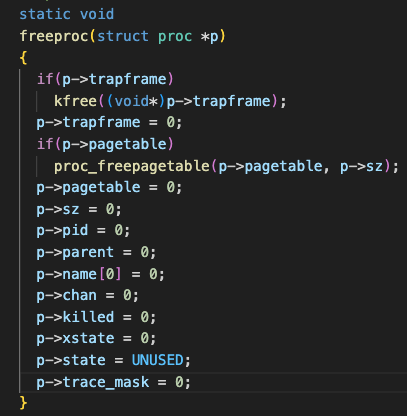 static void
freeproc(struct proc *p)
{
  if(p->trapframe)
    kfree((void*)p->trapframe);
  p->trapframe = 0;
  if(p->pagetable)
    proc_freepagetable(p->pagetable, p->sz);
  p->pagetable = 0;
  p->sz = 0;
  p->pid = 0;
  p->parent = 0;
  p->name[0] = 0;
  p->chan = 0;
  p->killed = 0;
  p->xstate = 0;
  p->state = UNUSED;
  p->trace_mask = 0;
}